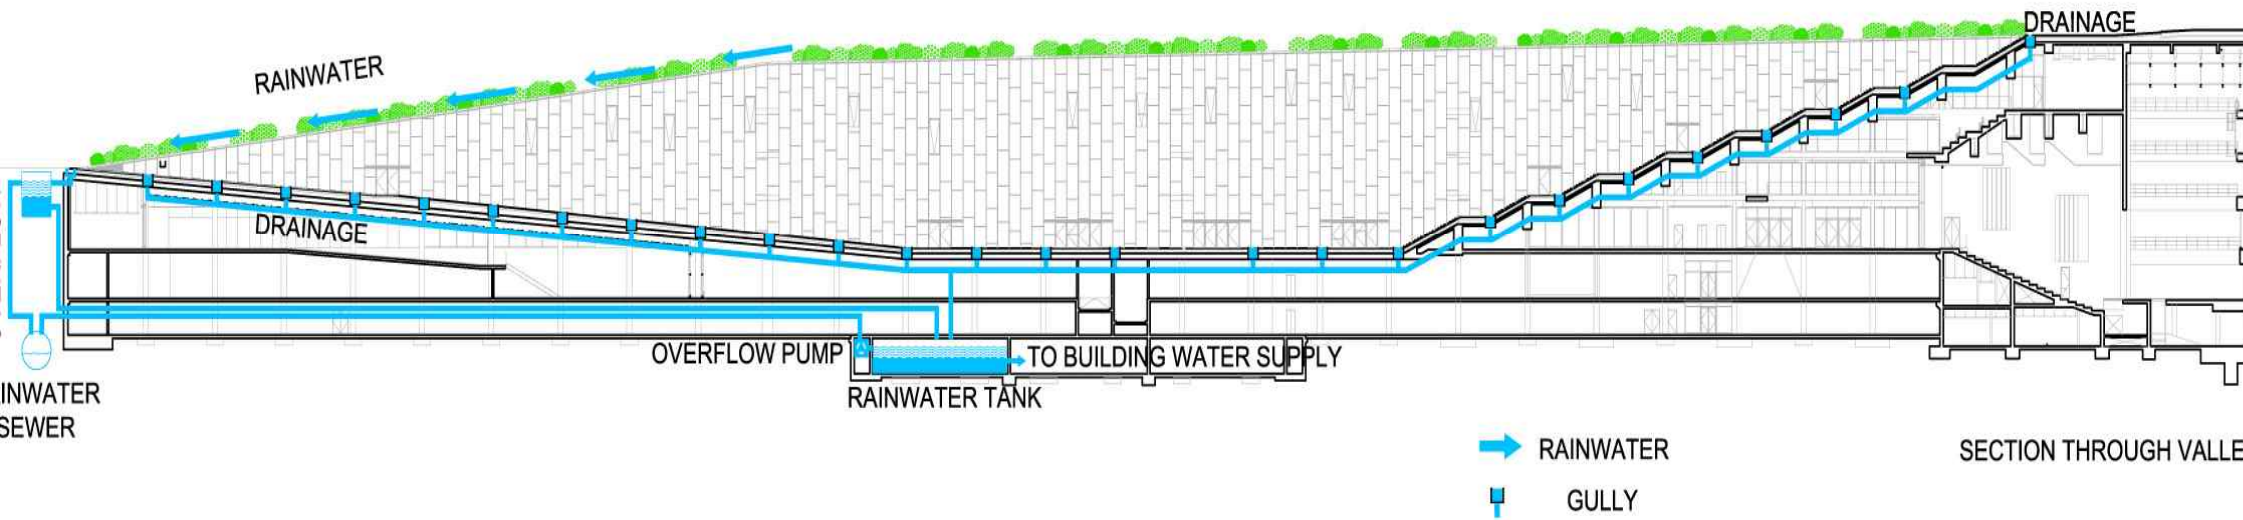 DRAINAGE
RAINWATER
DRAINAGE
OVERFLOW PUMP
TO BUILDING WATER SUPPLY
RAINWATER TANK
INWATER
SEWER
RAINWATER
SECTION THROUGH VALLE
GULLY